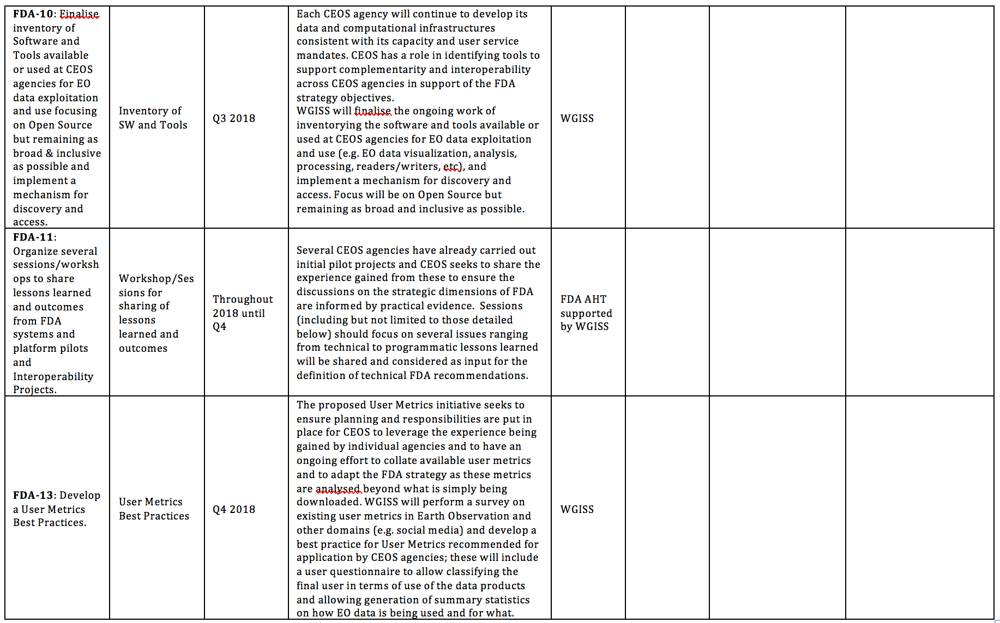 FDA-10: Finalise
inventory of
Software and
Tools available
or used at CEOS
agencies for EO
data exploitation
and use focusing
on Open Source
but remaining as
broad & inclusive
as possible and
implement a
mechanism for
discovery and
access.
Inventory of
SW and Tools
Q3 2018
Each CEOS agency will continue to develop its
data and computational infrastructures
consistent with its capacity and user service
mandates. CEOS has a role in identifying tools to
support complementarity and interoperability
across CEOS agencies in support of the FDA
strategy objectives.
WGISS will finalise the ongoing work of
inventorying the software and tools available or
used at CEOS agencies for EO data exploitation
and use (e.g. EO data visualization, analysis,
processing, readers/writers, etc), and
implement a mechanism for discovery and
access. Focus will be on Open Source but
remaining as broad and inclusive as possible.
WGISS
FDA-11:
Organize several
sessions/worksh
ops to share
lessons learned
and outcomes
from FDA
systems and
platform pilots
and
Interoperability
Projects.
Workshop/Ses
sions for
sharing of
lessons
learned and
outcomes
Throughout
2018 until
Q4
Several CEOS agencies have already carried out
initial pilot projects and CEOS seeks to share the
experience gained from these to ensure the
discussions on the strategic dimensions of FDA
are informed by practical evidence.  Sessions
(including but not limited to those detailed
below) should focus on several issues ranging
from technical to programmatic lessons learned
will be shared and considered as input for the
definition of technical FDA recommendations.
FDA AHT
supported
by WGISS
FDA-13: Develop
a User Metrics
Best Practices.
User Metrics
Best Practices
Q4 2018
The proposed User Metrics initiative seeks to
ensure planning and responsibilities are put in
place for CEOS to leverage the experience being
gained by individual agencies and to have an
ongoing effort to collate available user metrics
and to adapt the FDA strategy as these metrics
are analysed beyond what is simply being
downloaded. WGISS will perform a survey on
existing user metrics in Earth Observation and
other domains (e.g. social media) and develop a
best practice for User Metrics recommended for
application by CEOS agencies; these will include
a user questionnaire to allow classifying the
final user in terms of use of the data products
and allowing generation of summary statistics
on how EO data is being used and for what.
WGISS